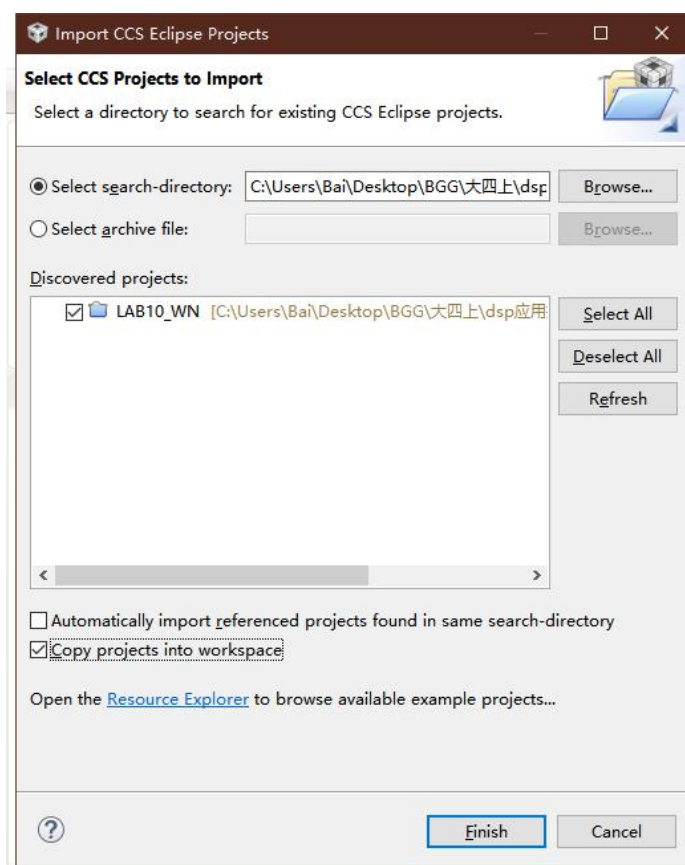 Import CCS Eclipse Projects
Select CCS Projects to Import
Select a directory to search for existing CCS Eclipse projects.
Select search-directory: C:\Users\Bai\Desktop\BGG\大四上\dsp Browse...
Select archive file: Browse...
Discovered projects:
LAB10_WN [C:\Users\Bai\Desktop\BGG\大四上\dsp应用 Select All
Deselect All
Refresh
Automatically import referenced projects found in same search-directory
Copy projects into workspace
Open the Resource Explorer to browse available example projects...
? Finish Cancel